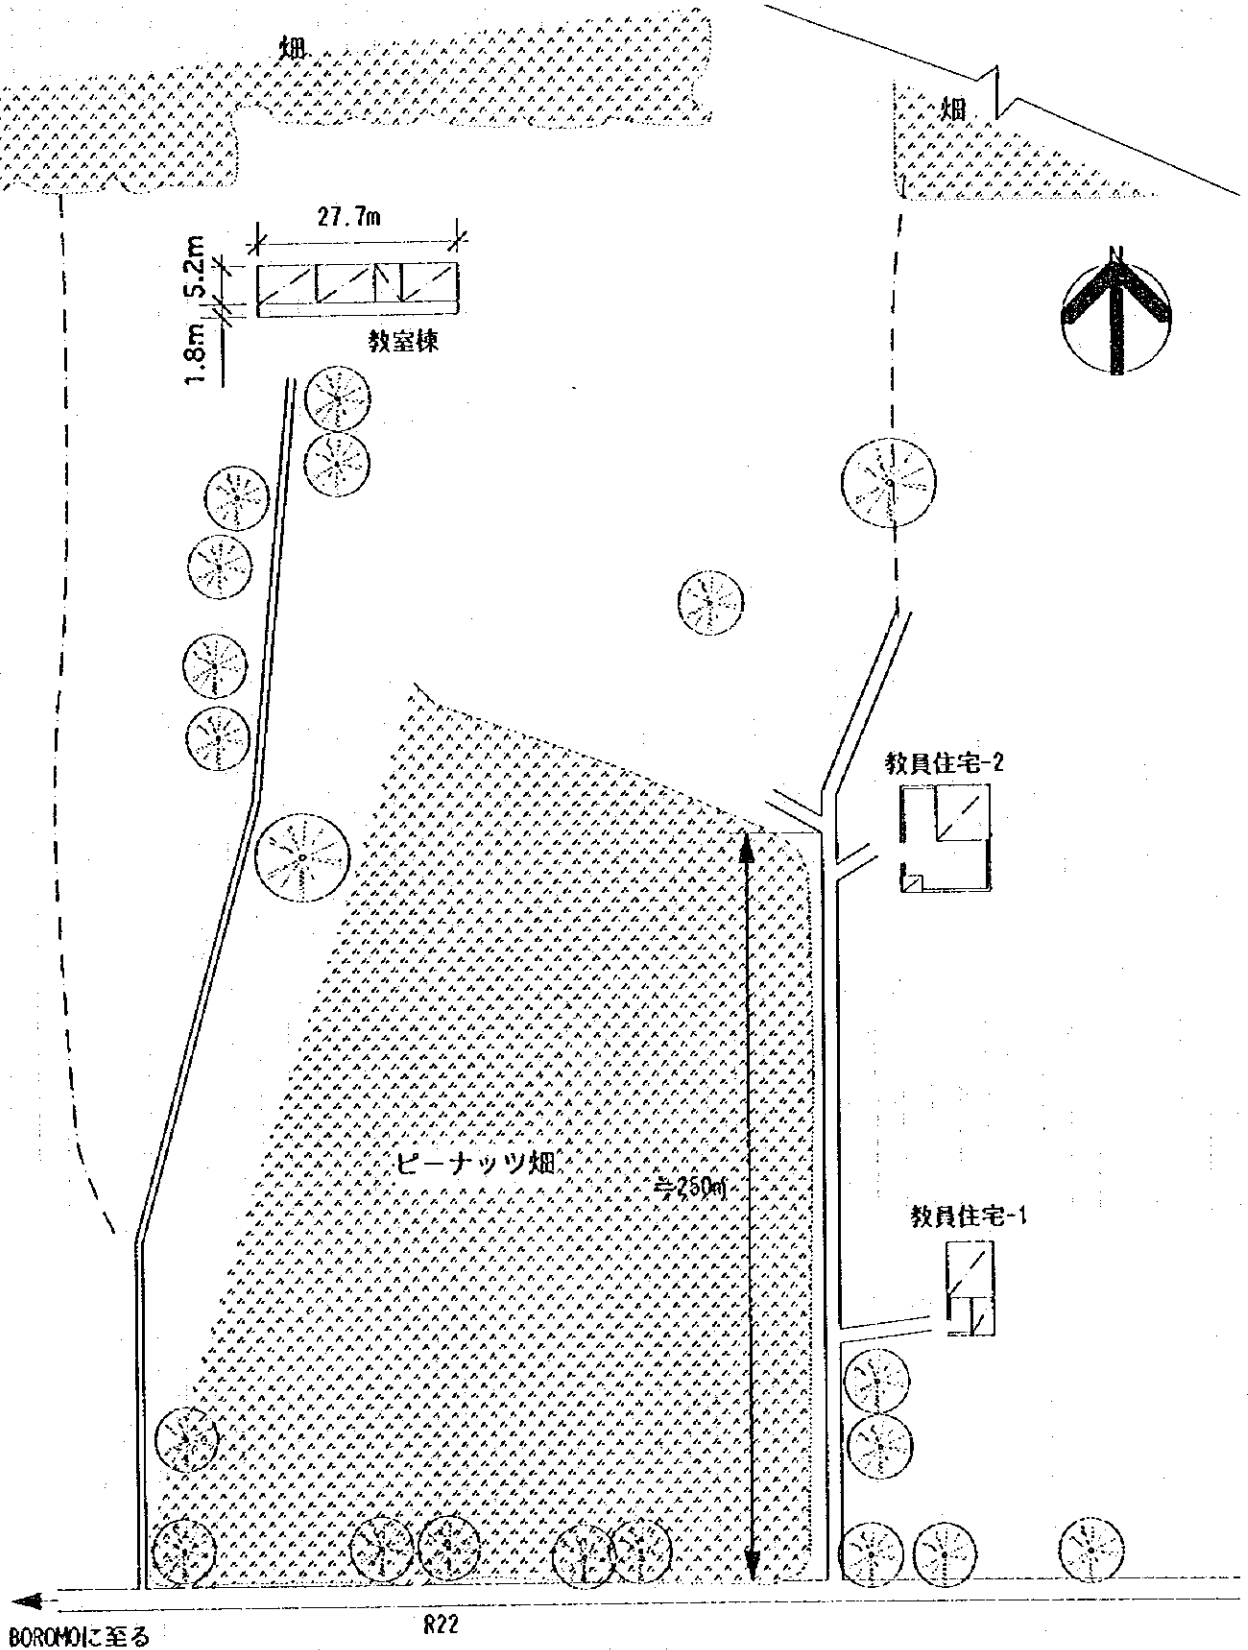 畑
畑
27.7m
5.2m
1.8m
教室棟
N
教員住宅-2
ピーナッツ畑
≒250㎡
教員住宅-1
R22
BOROMOに至る